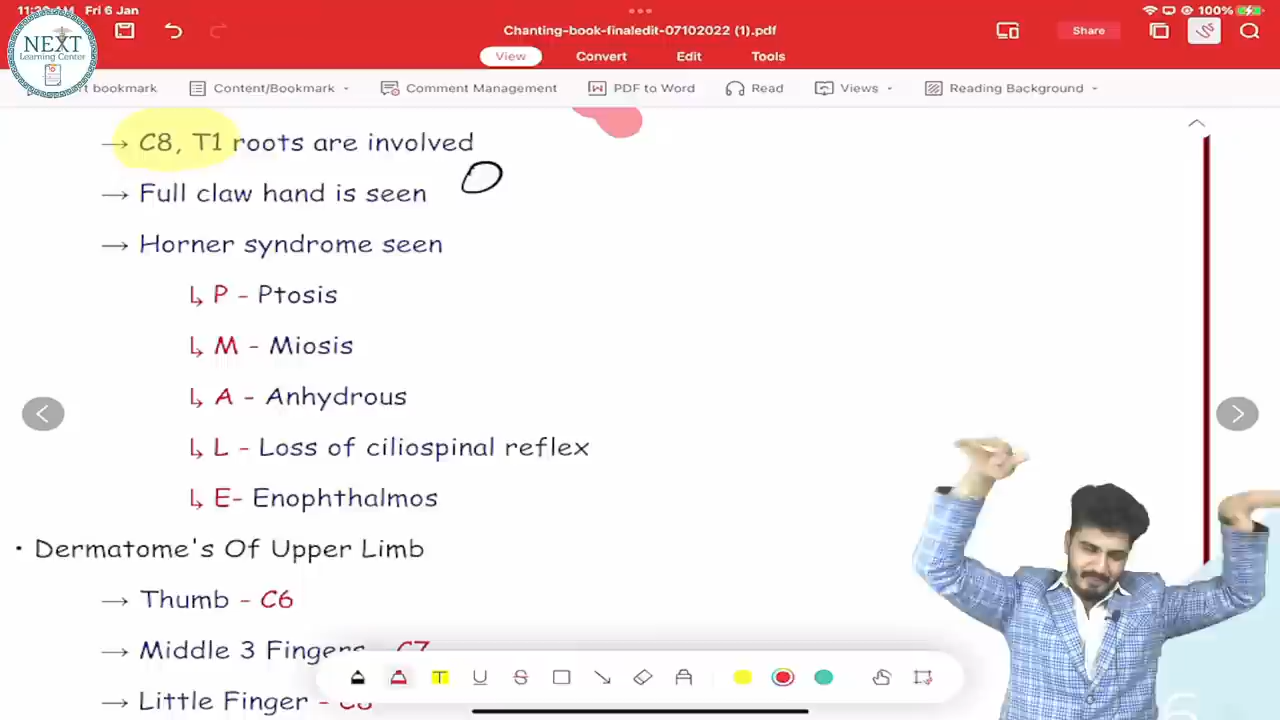 Fri 6 Jan
100%
NEXT
Learning Center
Chanting-book-finaledit-07102022 (1).pdf
Share
View Convert Edit Tools
bookmark Content/Bookmark Comment Management PDF to Word Read Views Reading Background
→ C8, T1 roots are involved
→ Full claw hand is seen
→ Horner syndrome seen
↳ P - Ptosis
↳ M - Miosis
↳ A - Anhydrous
↳ L - Loss of ciliospinal reflex
↳ E- Enophthalmos
• Dermatome's Of Upper Limb
→ Thumb - C6
→ Middle 3 Fingers - C7
→ Little Finger - C8